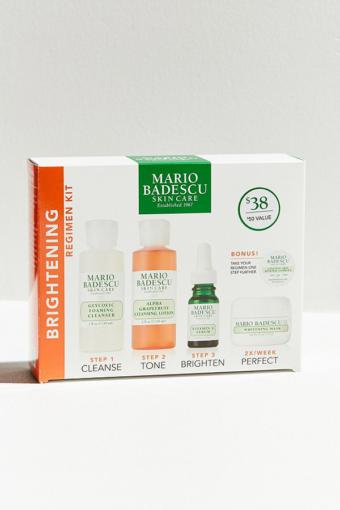 BRIGHTENING
REGIMEN KIT
MARIO
BADESCU
SKIN CARE
Established 1967
$38
$50 VALUE
BONUS!
TAKE YOUR
REGIMEN ONE
STEP FURTHER
MARIO
BADESCU
SKIN CARE
GLYCOLIC
FOAMING
CLEANSER
MARIO
BADESCU
SKIN CARE
ALPHA
GRAPEFRUIT
CLEANSING LOTION
MARIO
BADESCU
VITAMIN C
SERUM
MARIO BADESCU
WHITENING MASK
STEP 1
CLEANSE
STEP 2
TONE
STEP 3
BRIGHTEN
2X/WEEK
PERFECT